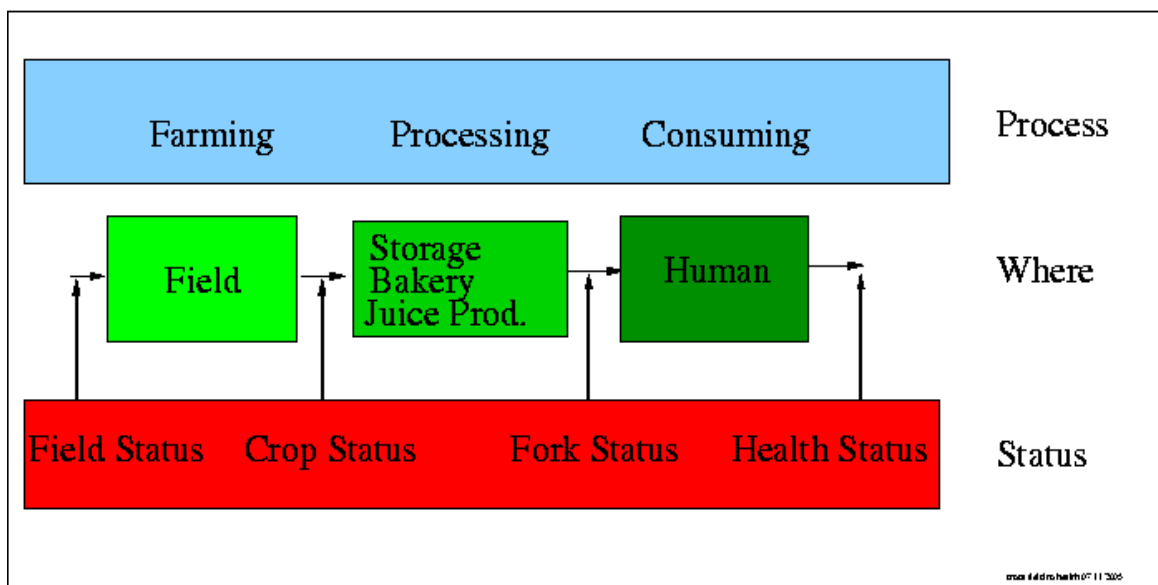 Farming Processing Consuming Process
Field
Storage
Bakery
Juice Prod.
Human
Where
Field Status Crop Status Fork Status Health Status Status